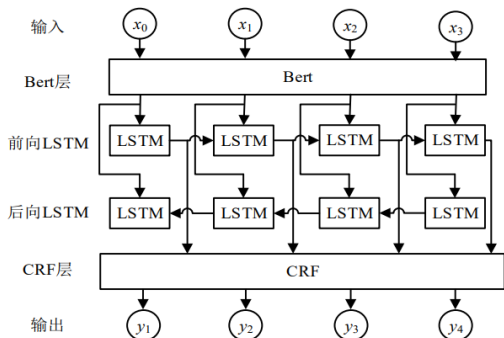 输入 x0 x1 x2 x3
Bert层 Bert
前向LSTM LSTM LSTM LSTM LSTM
后向LSTM LSTM LSTM LSTM LSTM
CRF层 CRF
输出 y1 y2 y3 y4